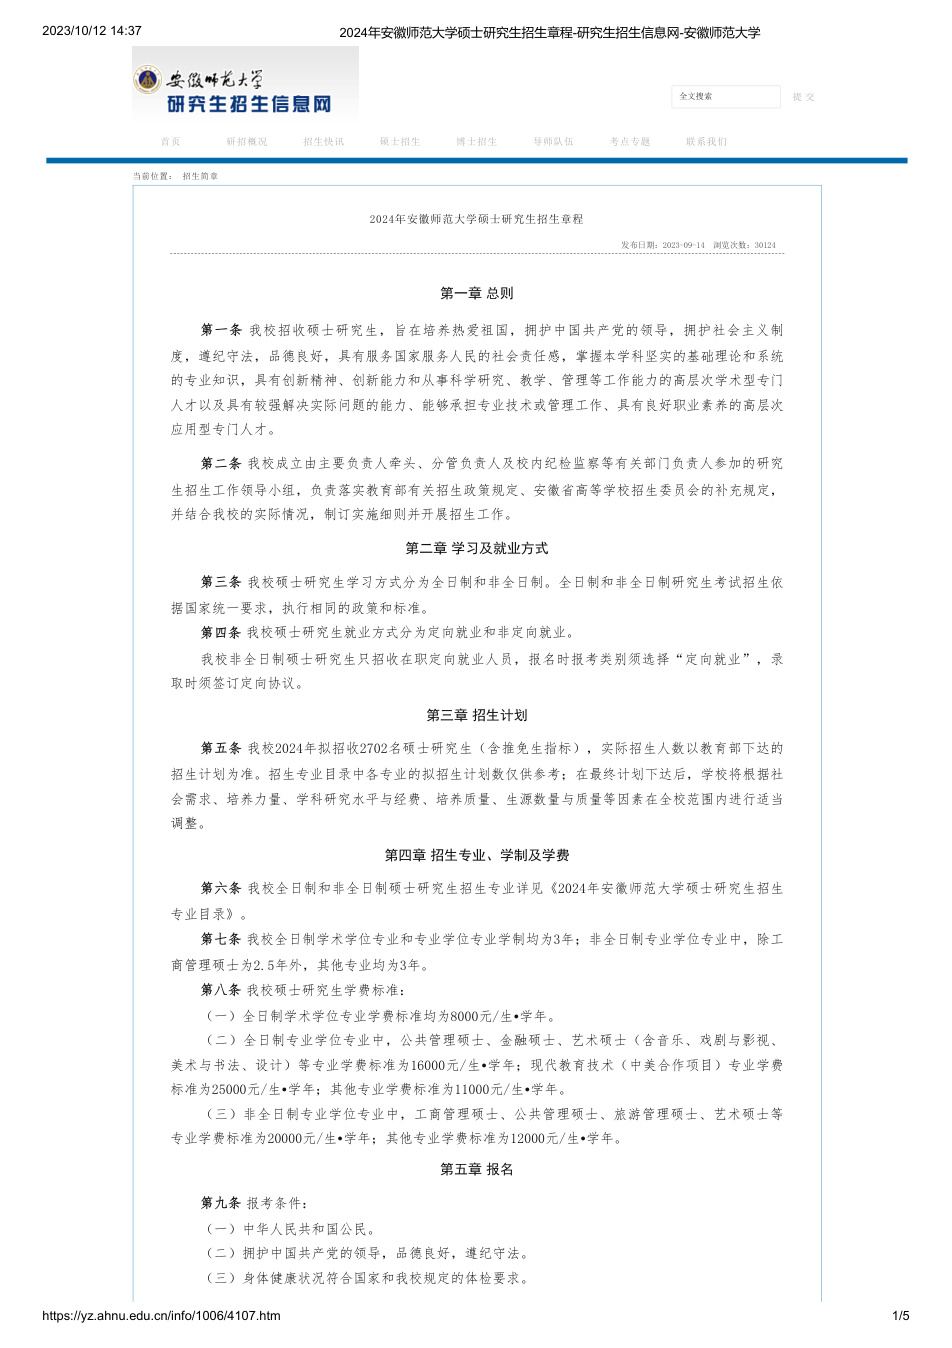 2023/10/12 14:37
2024年安徽师范大学硕士研究生招生章程-研究生招生信息网-安徽师范大学
安徽师范大学
研究生招生信息网
全文搜索
提 交
首页 研招概况 招生快讯 硕士招生 博士招生 导师队伍 考点专题 联系我们
当前位置： 招生简章
2024年安徽师范大学硕士研究生招生章程
发布日期：2023-09-14 浏览次数：30124
第一章 总则
第一条 我校招收硕士研究生，旨在培养热爱祖国，拥护中国共产党的领导，拥护社会主义制
度，遵纪守法，品德良好，具有服务国家服务人民的社会责任感，掌握本学科坚实的基础理论和系统
的专业知识，具有创新精神、创新能力和从事科学研究、教学、管理等工作能力的高层次学术型专门
人才以及具有较强解决实际问题的能力、能够承担专业技术或管理工作、具有良好职业素养的高层次
应用型专门人才。
第二条 我校成立由主要负责人牵头、分管负责人及校内纪检监察等有关部门负责人参加的研究
生招生工作领导小组，负责落实教育部有关招生政策规定、安徽省高等学校招生委员会的补充规定，
并结合我校的实际情况，制订实施细则并开展招生工作。
第二章 学习及就业方式
第三条 我校硕士研究生学习方式分为全日制和非全日制。全日制和非全日制研究生考试招生依
据国家统一要求，执行相同的政策和标准。
第四条 我校硕士研究生就业方式分为定向就业和非定向就业。
我校非全日制硕士研究生只招收在职定向就业人员，报名时报考类别须选择“定向就业”，录
取时须签订定向协议。
第三章 招生计划
第五条 我校2024年拟招收2702名硕士研究生（含推免生指标），实际招生人数以教育部下达的
招生计划为准。招生专业目录中各专业的拟招生计划数仅供参考；在最终计划下达后，学校将根据社
会需求、培养力量、学科研究水平与经费、培养质量、生源数量与质量等因素在全校范围内进行适当
调整。
第四章 招生专业、学制及学费
第六条 我校全日制和非全日制硕士研究生招生专业详见《2024年安徽师范大学硕士研究生招生
专业目录》。
第七条 我校全日制学术学位专业和专业学位专业学制均为3年；非全日制专业学位专业中，除工
商管理硕士为2.5年外，其他专业均为3年。
第八条 我校硕士研究生学费标准：
（一）全日制学术学位专业学费标准均为8000元/生•学年。
（二）全日制专业学位专业中，公共管理硕士、金融硕士、艺术硕士（含音乐、戏剧与影视、
美术与书法、设计）等专业学费标准为16000元/生•学年；现代教育技术（中美合作项目）专业学费
标准为25000元/生•学年；其他专业学费标准为11000元/生•学年。
（三）非全日制专业学位专业中，工商管理硕士、公共管理硕士、旅游管理硕士、艺术硕士等
专业学费标准为20000元/生•学年；其他专业学费标准为12000元/生•学年。
第五章 报名
第九条 报考条件：
（一）中华人民共和国公民。
（二）拥护中国共产党的领导，品德良好，遵纪守法。
（三）身体健康状况符合国家和我校规定的体检要求。
https://yz.ahnu.edu.cn/info/1006/4107.htm
1/5